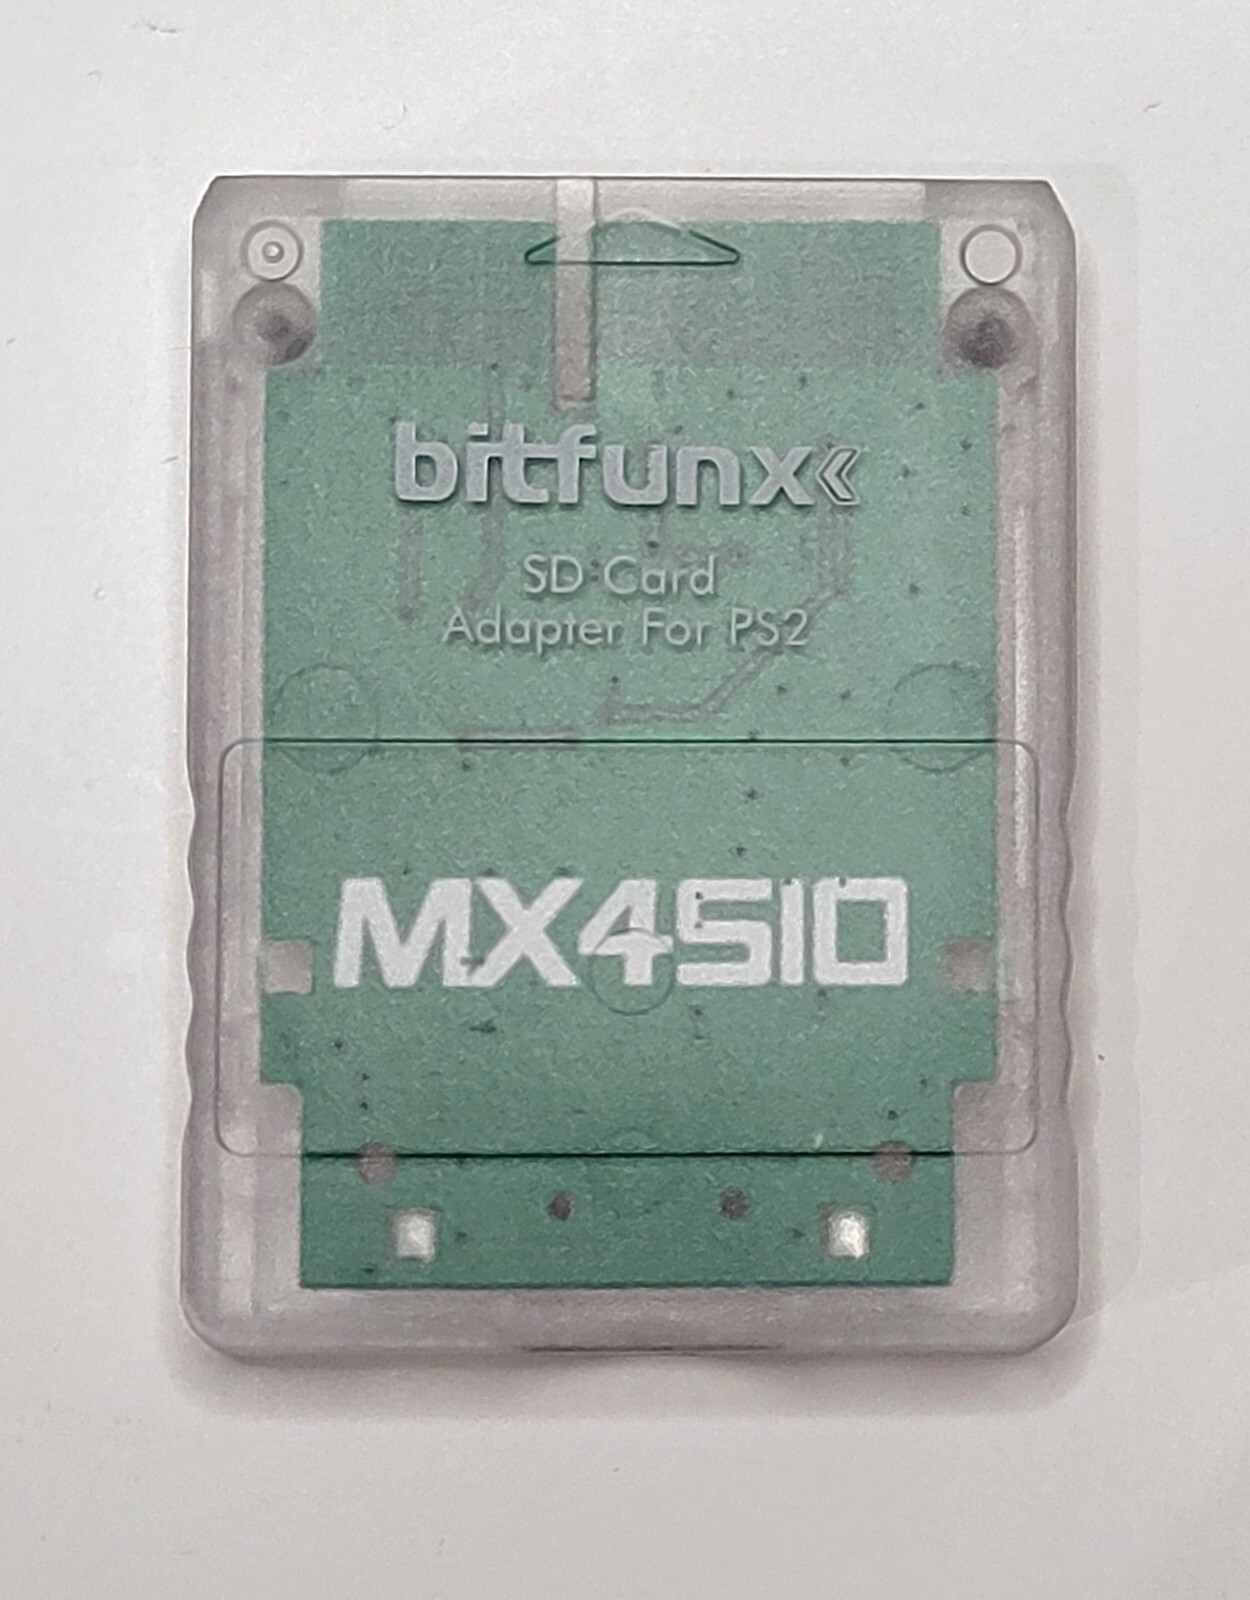 bitfunx
SD Card
Adapter For PS2
MX4SIO